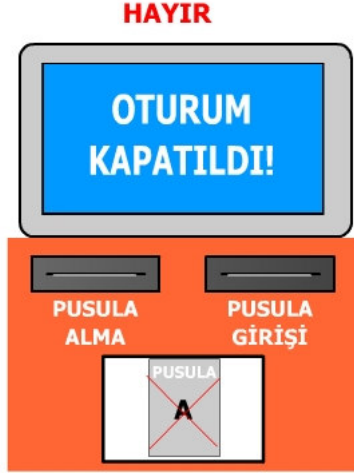 HAYIR
OTURUM
KAPATILDI!
PUSULA
ALMA
PUSULA
GİRİŞİ
PUSULA
A